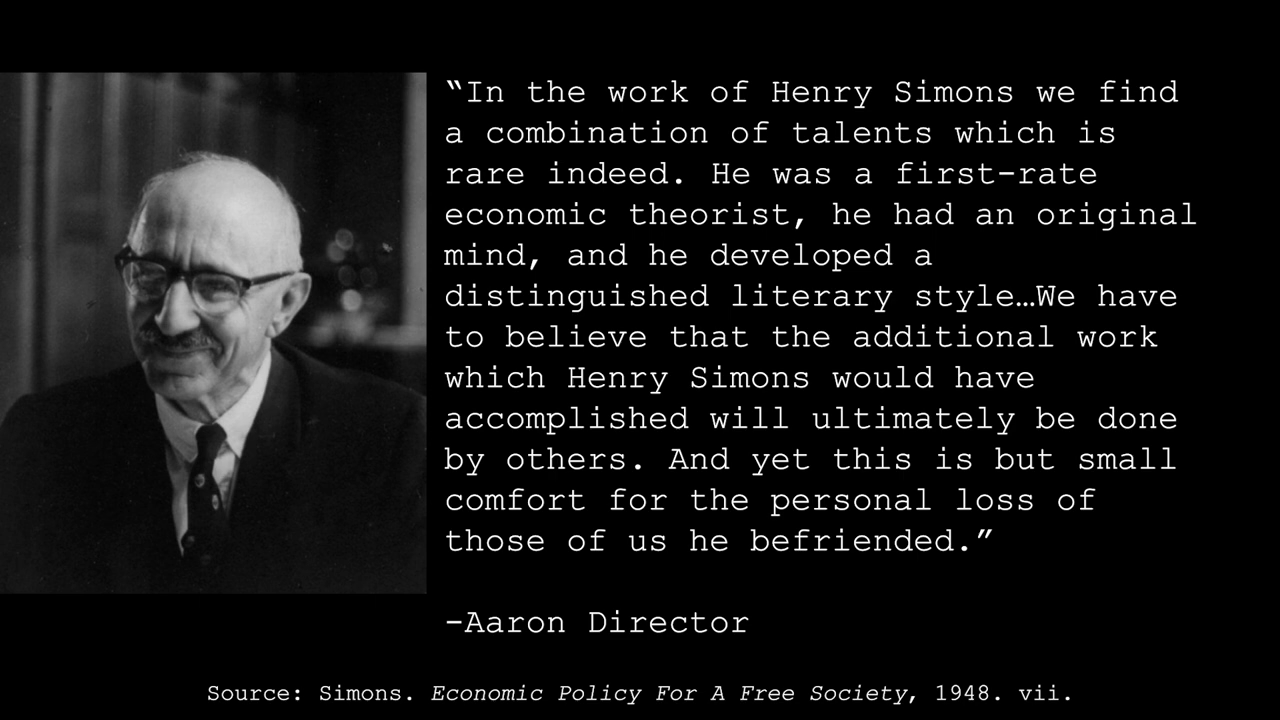 “In the work of Henry Simons we find
a combination of talents which is
rare indeed. He was a first-rate
economic theorist, he had an original
mind, and he developed a
distinguished literary style…We have
to believe that the additional work
which Henry Simons would have
accomplished will ultimately be done
by others. And yet this is but small
comfort for the personal loss of
those of us he befriended.”
-Aaron Director
Source: Simons. Economic Policy For A Free Society, 1948. vii.